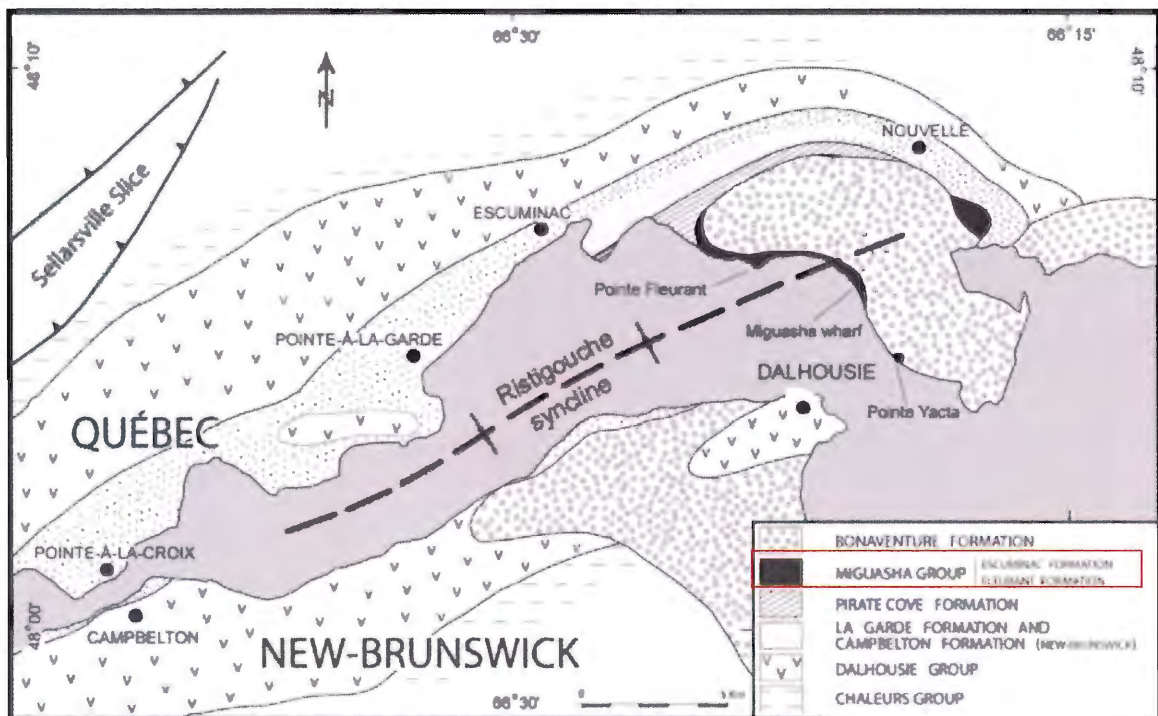 66°30'
66°15'
48°10'
48°10'
N
Sellarsville Slice
NOUVELLE
ESCUMINAC
Pointe Fleurant
Miguasha wharf
POINTE-À-LA-GARDE
Ristigouche
syncline
DALHOUSIE
Pointe Yacta
QUÉBEC
POINTE-À-LA-CROIX
48°00'
CAMPBELTON
NEW-BRUNSWICK
66°30'
0
5 Km
BONAVENTURE FORMATION
MIGUASHA GROUP
ESCUMINAC FORMATION
FLEURANT FORMATION
PIRATE COVE FORMATION
LA GARDE FORMATION AND
CAMPBELTON FORMATION (NEW-BRUNSWICK)
DALHOUSIE GROUP
CHALEURS GROUP